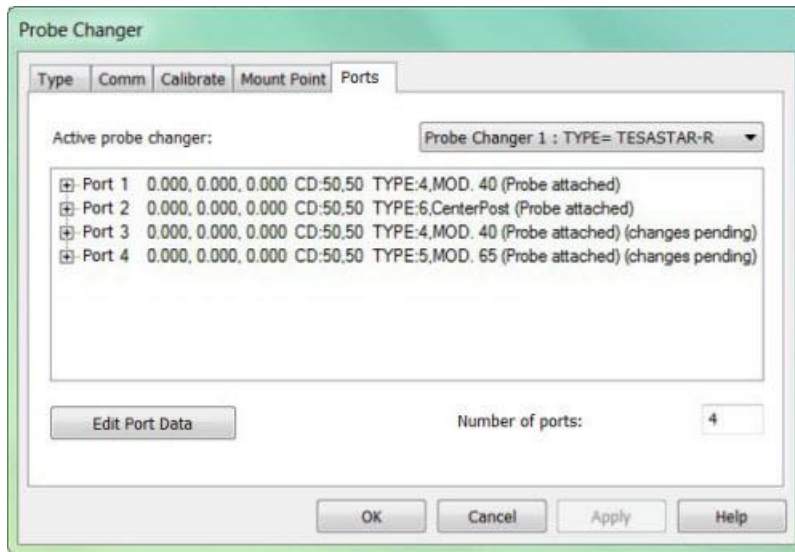 Probe Changer
Type Comm Calibrate Mount Point Ports
Active probe changer: Probe Changer 1 : TYPE= TESASTAR-R
Port 1 0.000, 0.000, 0.000 CD:50,50 TYPE:4,MOD. 40 (Probe attached)
Port 2 0.000, 0.000, 0.000 CD:50,50 TYPE:6,CenterPost (Probe attached)
Port 3 0.000, 0.000, 0.000 CD:50,50 TYPE:4,MOD. 40 (Probe attached) (changes pending)
Port 4 0.000, 0.000, 0.000 CD:50,50 TYPE:5,MOD. 65 (Probe attached) (changes pending)
Edit Port Data Number of ports: 4
OK Cancel Apply Help